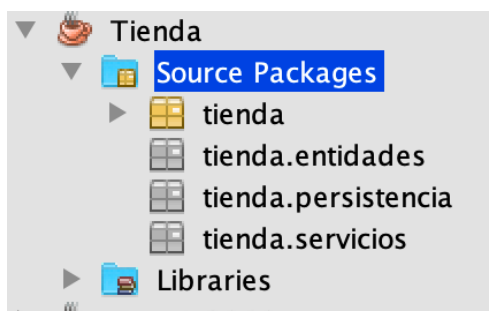 Tienda
Source Packages
tienda
tienda.entidades
tienda.persistencia
tienda.servicios
Libraries